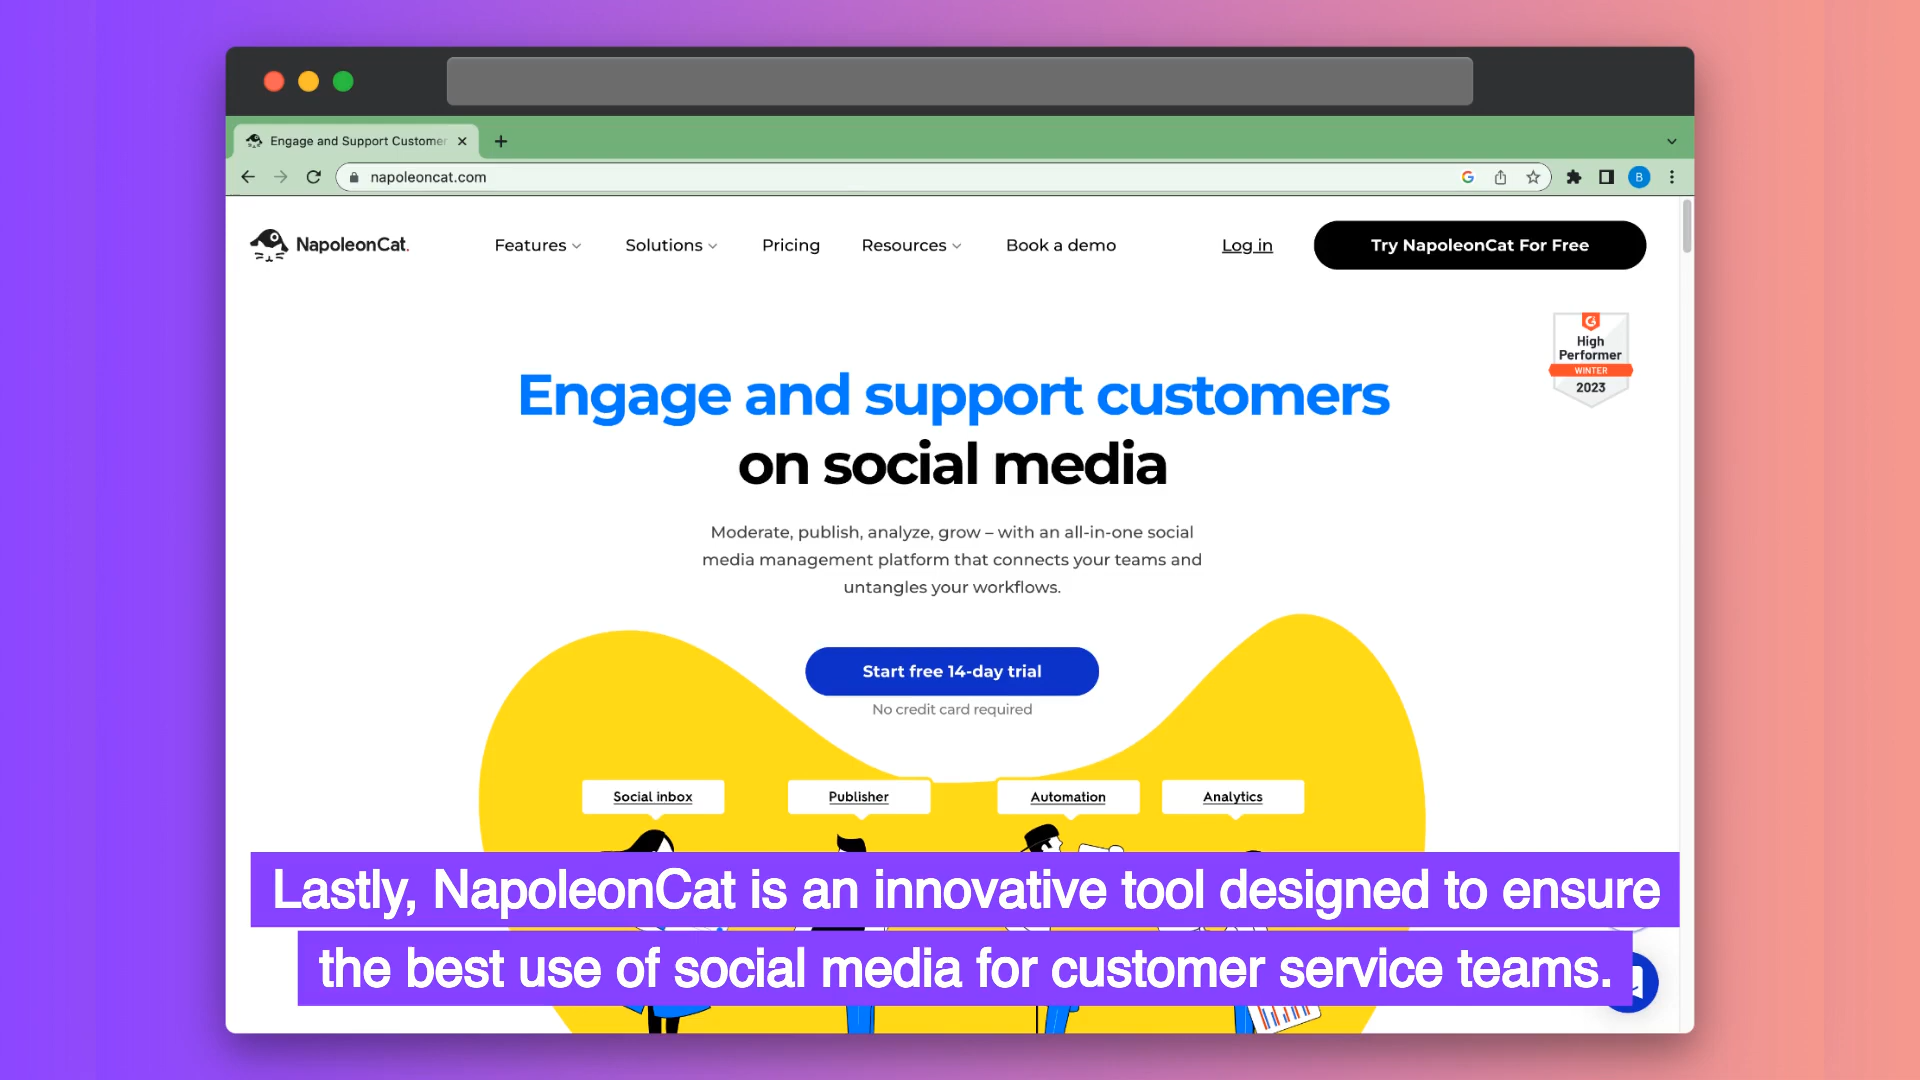 Engage and Support Customer
napoleoncat.com
B
NapoleonCat.
Features
Solutions
Pricing
Resources
Book a demo
Log in
Try NapoleonCat For Free
High
Performer
WINTER
2023
Engage and support customers
on social media
Moderate, publish, analyze, grow – with an all-in-one social
media management platform that connects your teams and
untangles your workflows.
Start free 14-day trial
No credit card required
Social inbox
Publisher
Automation
Analytics
Lastly, NapoleonCat is an innovative tool designed to ensure
the best use of social media for customer service teams.